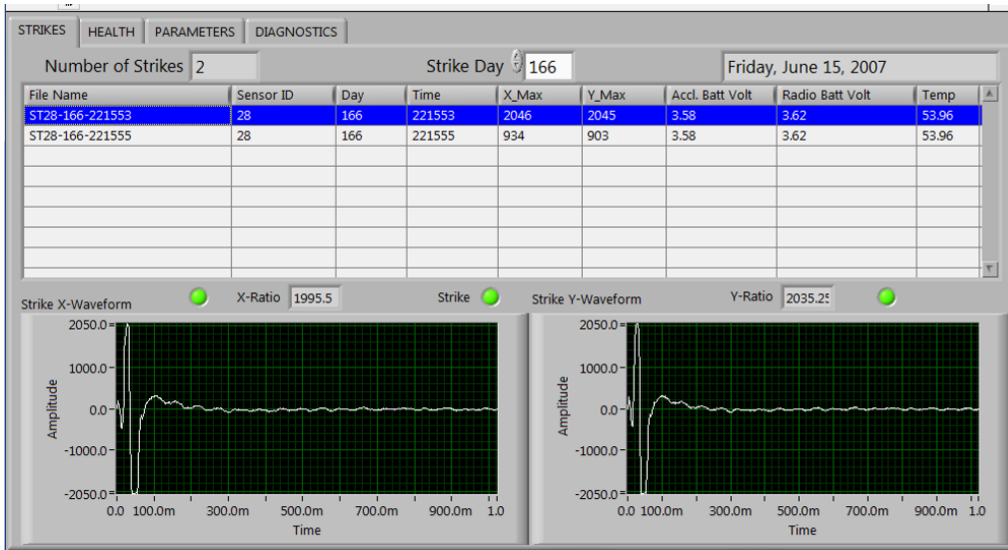 STRIKES HEALTH PARAMETERS DIAGNOSTICS
Number of Strikes 2 Strike Day 166 Friday, June 15, 2007
File Name Sensor ID Day Time X_Max Y_Max Accl. Batt Volt Radio Batt Volt Temp
ST28-166-221553 28 166 221553 2046 2045 3.58 3.62 53.96
ST28-166-221555 28 166 221555 934 903 3.58 3.62 53.96
Strike X-Waveform X-Ratio 1995.5 Strike Strike Y-Waveform Y-Ratio 2035.25
2050.0 2050.0
1000.0 1000.0
0.0 0.0
-1000.0 -1000.0
-2050.0 -2050.0
Amplitude Amplitude
0.0 100.0m 300.0m 500.0m 700.0m 900.0m 1.0 0.0 100.0m 300.0m 500.0m 700.0m 900.0m 1.0
Time Time